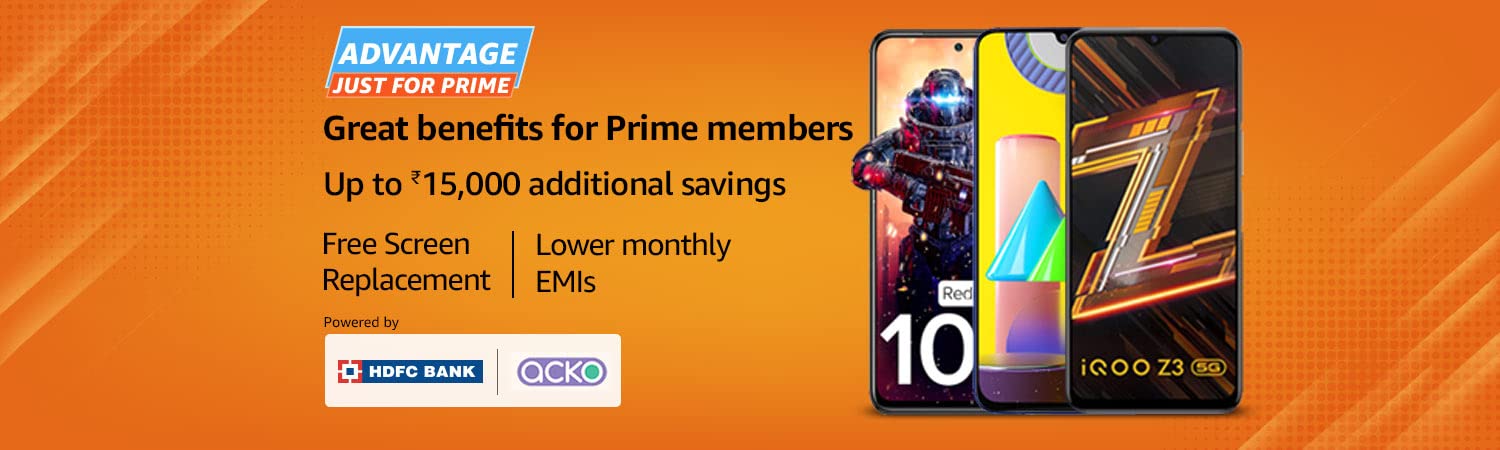 ADVANTAGE
JUST FOR PRIME
Great benefits for Prime members
Up to ₹15,000 additional savings
Free Screen
Replacement
Lower monthly
EMIs
Powered by
HDFC BANK
acko
Red
10
iQOO Z3 5G